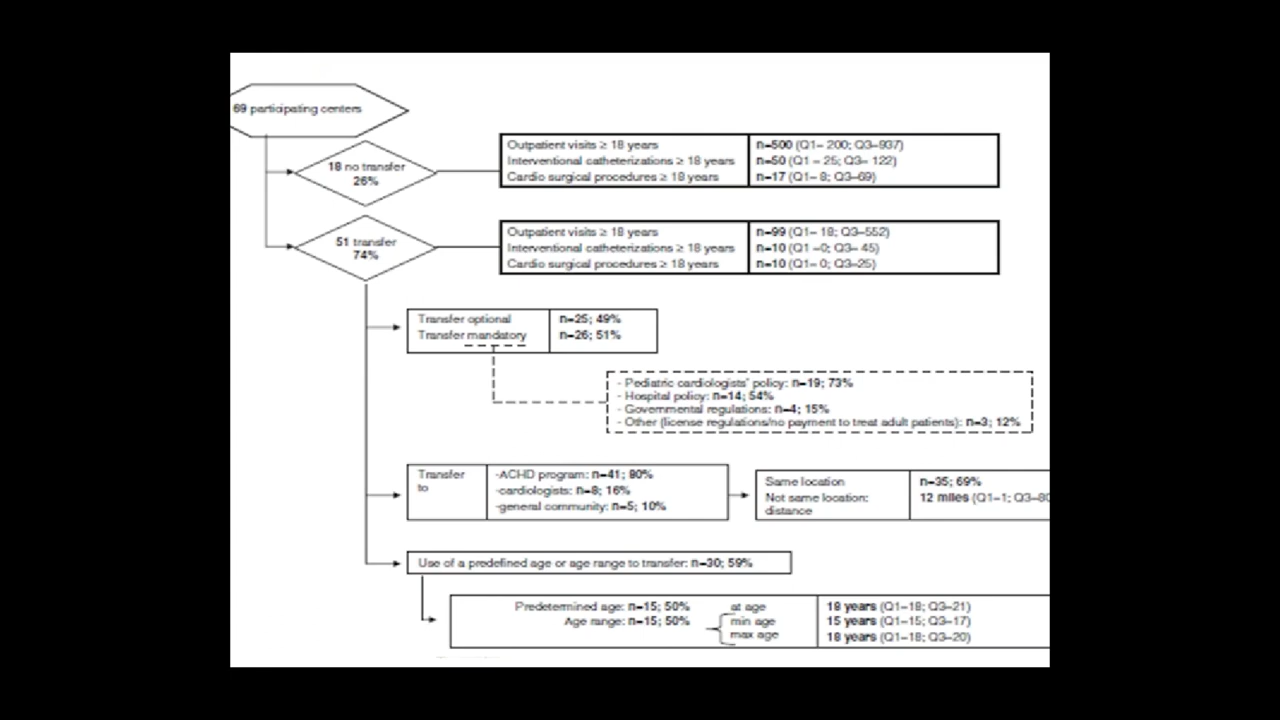 69 participating centers
18 no transfer
26%
Outpatient visits ≥ 18 years n=500 (Q1– 200; Q3–937)
Interventional catheterizations ≥ 18 years n=50 (Q1 – 25; Q3– 122)
Cardio surgical procedures ≥ 18 years n=17 (Q1– 8; Q3–69)
51 transfer
74%
Outpatient visits ≥ 18 years n=99 (Q1– 18; Q3–552)
Interventional catheterizations ≥ 18 years n=10 (Q1 –0; Q3– 45)
Cardio surgical procedures ≥ 18 years n=10 (Q1– 0; Q3–25)
Transfer optional n=25; 49%
Transfer mandatory n=26; 51%
- Pediatric cardiologists' policy: n=19; 73%
- Hospital policy: n=14; 54%
- Governmental regulations: n=4; 15%
- Other (license regulations/no payment to treat adult patients): n=3; 12%
Transfer to
-ACHD program: n=41; 80%
-cardiologists: n=8; 16%
-general community: n=5; 10%
Same location n=35; 69%
Not same location: 12 miles (Q1–1; Q3–80
distance
Use of a predefined age or age range to transfer: n=30; 59%
Predetermined age: n=15; 50% at age 18 years (Q1–18; Q3–21)
Age range: n=15; 50% min age 15 years (Q1–15; Q3–17)
max age 18 years (Q1–18; Q3–20)